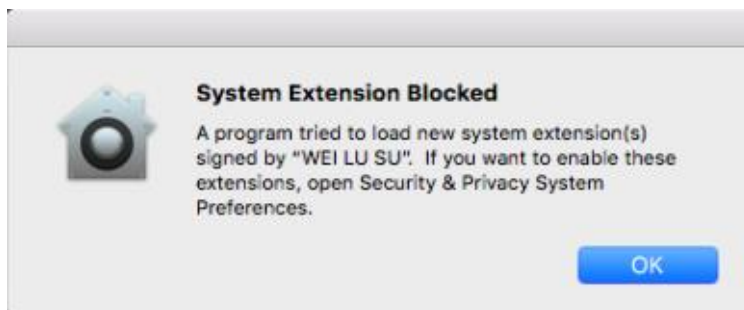 System Extension Blocked
A program tried to load new system extension(s)
signed by "WEI LU SU".  If you want to enable these
extensions, open Security & Privacy System
Preferences.
OK